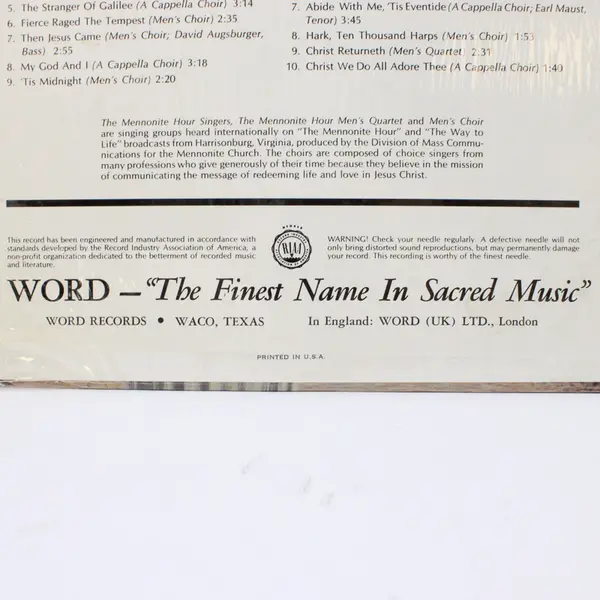 5. The Stranger Of Galilee (A Cappella Choir) 3:14
6. Fierce Raged The Tempest (Men's Choir) 2:35
7. Then Jesus Came (Men's Choir; David Augsburger,
Bass) 2:55
8. My God And I (A Cappella Choir) 3:18
9. 'Tis Midnight (Men's Choir) 2:20
7. Abide With Me, 'Tis Eventide (A Cappella Choir; Earl Maust,
Tenor) 3:45
8. Hark, Ten Thousand Harps (Men's Choir) 1:53
9. Christ Returneth (Men's Quartet) 2:31
10. Christ We Do All Adore Thee (A Cappella Choir) 1:40
The Mennonite Hour Singers, The Mennonite Hour Men's Quartet and Men's Choir
are singing groups heard internationally on "The Mennonite Hour" and "The Way to
Life" broadcasts from Harrisonburg, Virginia, produced by the Division of Mass Commu-
nications for the Mennonite Church. The choirs are composed of choice singers from
many professions who give generously of their time because they believe in the mission
of communicating the message of redeeming life and love in Jesus Christ.
This record has been engineered and manufactured in accordance with
standards developed by the Record Industry Association of America, a
non-profit organization dedicated to the betterment of recorded music
and literature.
RIAA
WARNING! Check your needle regularly. A defective needle will not
only bring distorted sound reproductions, but may permanently damage
your record. This recording is worthy of the finest needle.
WORD — "The Finest Name In Sacred Music"
WORD RECORDS • WACO, TEXAS In England: WORD (UK) LTD., London
PRINTED IN U.S.A.